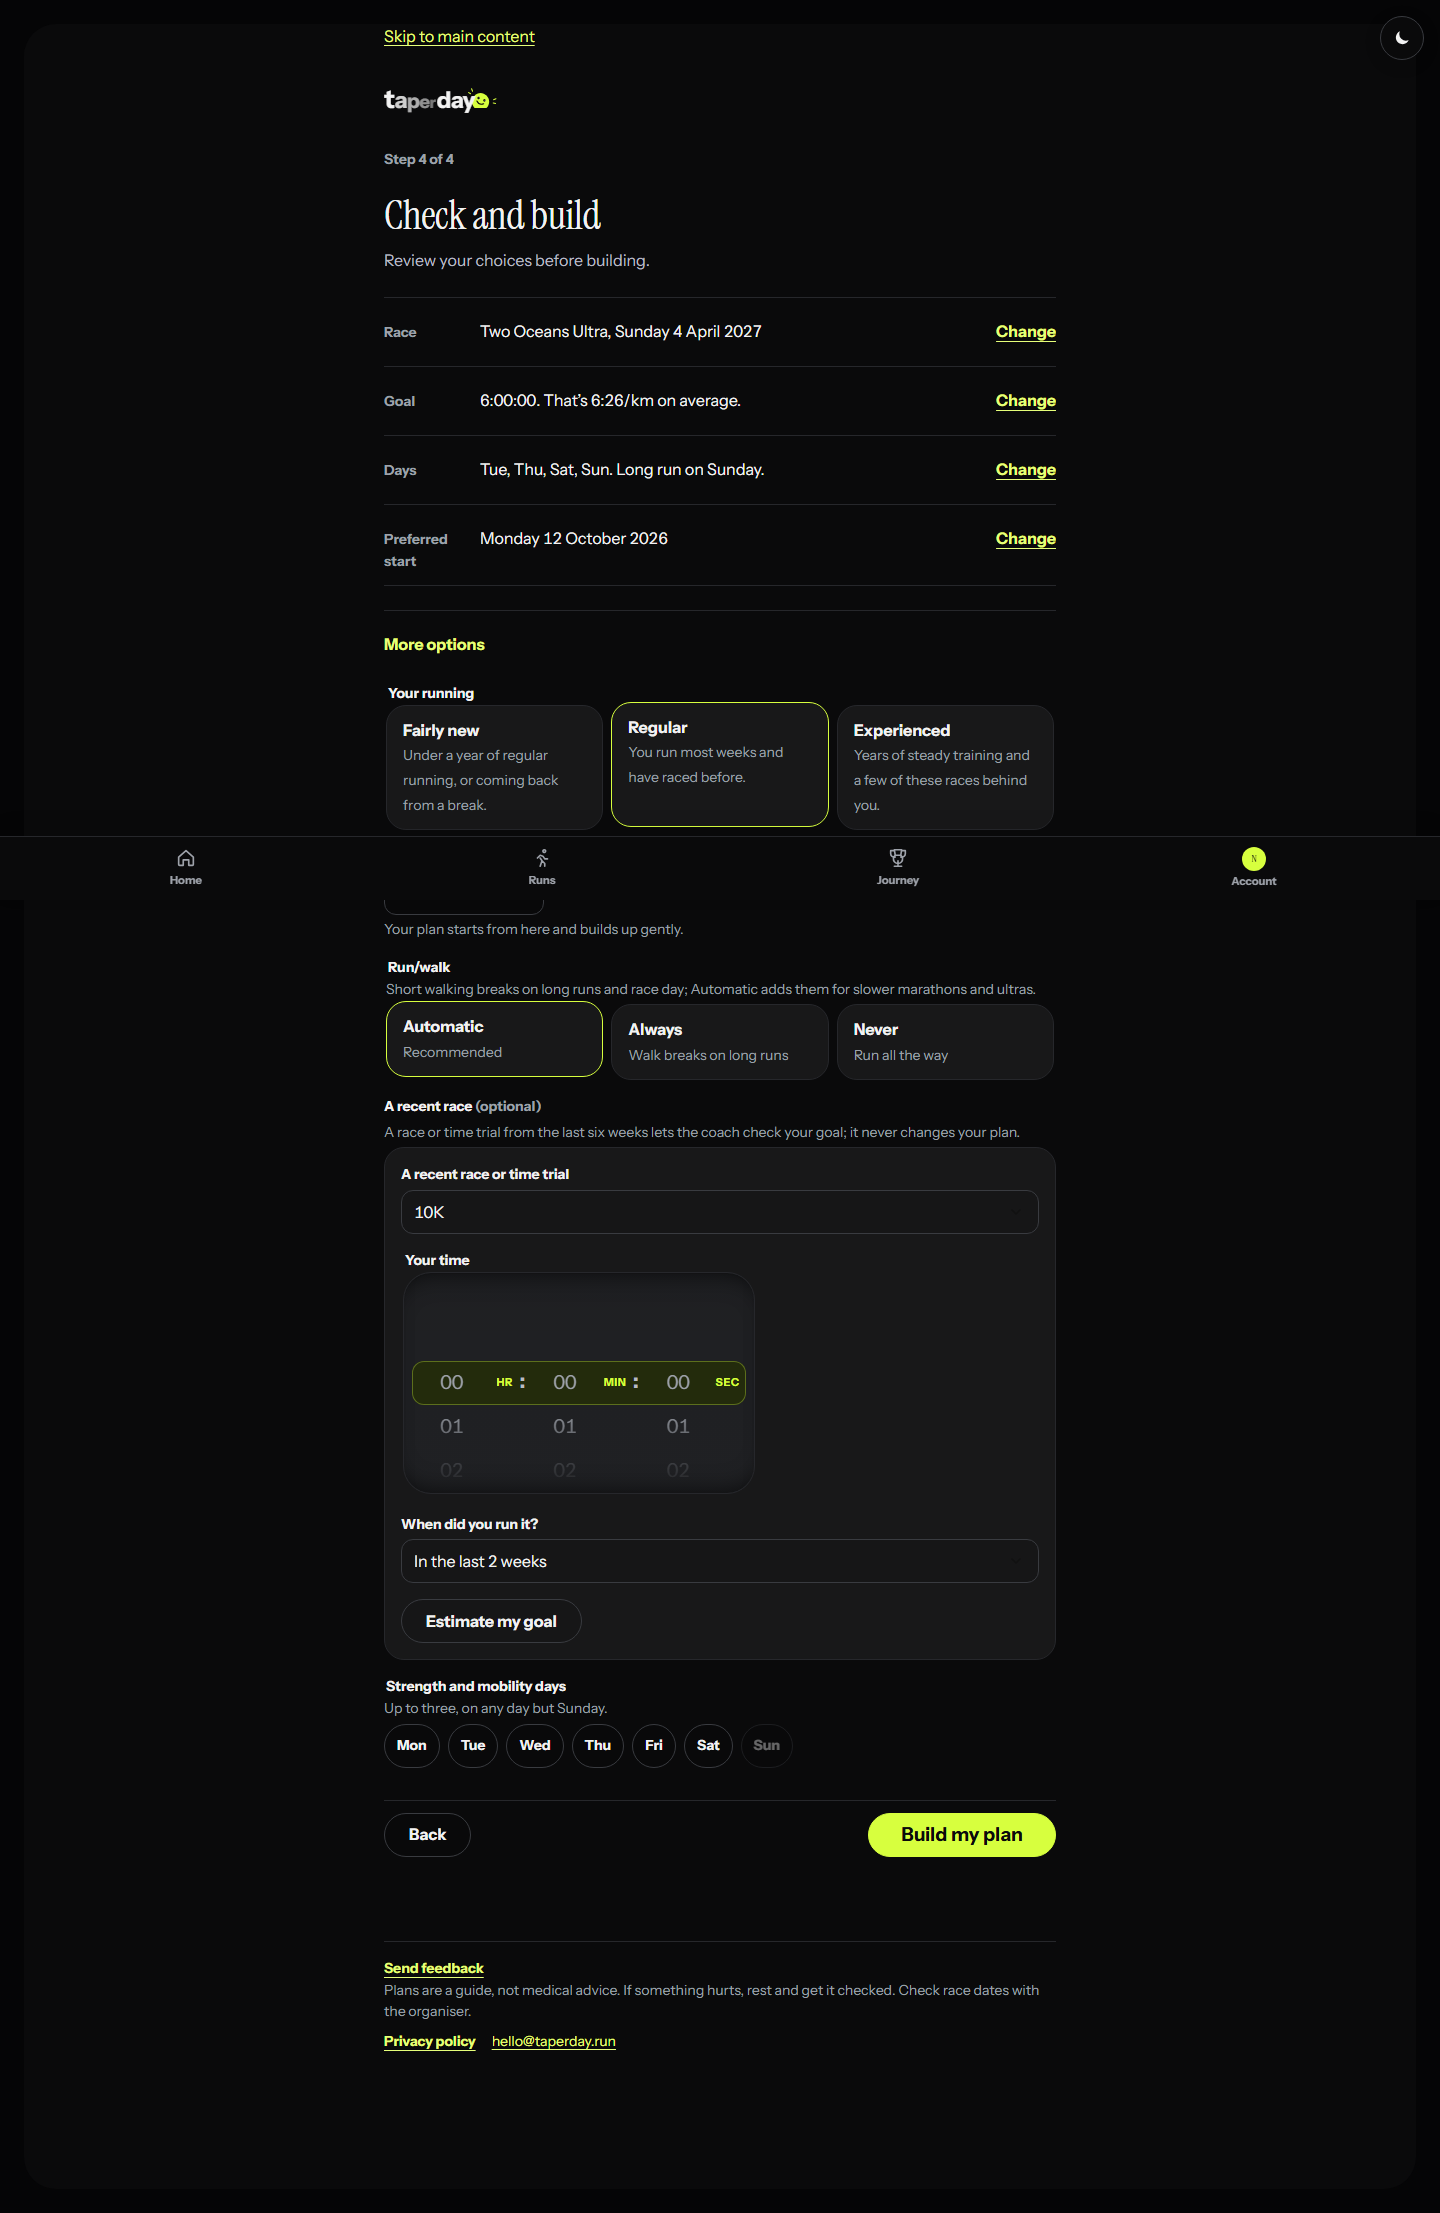 Skip to main content
taperday
Step 4 of 4
Check and build
Review your choices before building.
Race
Two Oceans Ultra, Sunday 4 April 2027
Change
Goal
6:00:00. That's 6:26/km on average.
Change
Days
Tue, Thu, Sat, Sun. Long run on Sunday.
Change
Preferred
start
Monday 12 October 2026
Change
More options
Your running
Fairly new
Under a year of regular
running, or coming back
from a break.
Regular
You run most weeks and
have raced before.
Experienced
Years of steady training and
a few of these races behind
you.
Home
Runs
Journey
N
Account
Your plan starts from here and builds up gently.
Run/walk
Short walking breaks on long runs and race day; Automatic adds them for slower marathons and ultras.
Automatic
Recommended
Always
Walk breaks on long runs
Never
Run all the way
A recent race (optional)
A race or time trial from the last six weeks lets the coach check your goal; it never changes your plan.
A recent race or time trial
10K
Your time
00 HR : 00 MIN : 00 SEC
01 01 01
02 02 02
When did you run it?
In the last 2 weeks
Estimate my goal
Strength and mobility days
Up to three, on any day but Sunday.
Mon Tue Wed Thu Fri Sat Sun
Back
Build my plan
Send feedback
Plans are a guide, not medical advice. If something hurts, rest and get it checked. Check race dates with
the organiser.
Privacy policy hello@taperday.run